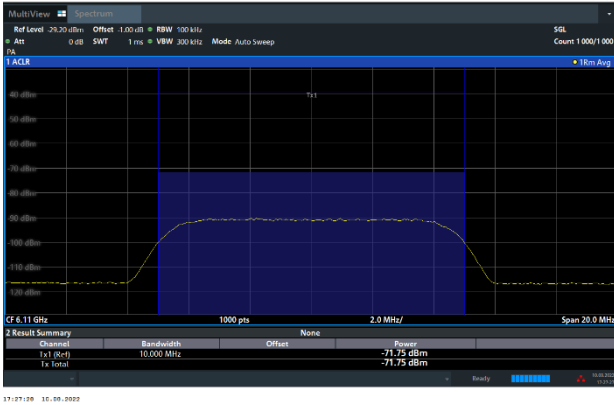 MultiView Spectrum
Ref Level -29.20 dBm Offset -1.00 dB RBW 100 kHz SGL
Att 0 dB SWT 1 ms VBW 300 kHz Mode Auto Sweep Count 1000/1000
PA
1 ACLR 1Rm Avg
-40 dBm
Tx1
-50 dBm
-60 dBm
-70 dBm
-80 dBm
-90 dBm
-100 dBm
-110 dBm
-120 dBm
CF 6.11 GHz 1000 pts 2.0 MHz/ Span 20.0 MHz
2 Result Summary None
Channel Bandwidth Offset Power
Tx1 (Ref) 10.000 MHz -71.75 dBm
Tx Total -71.75 dBm
Ready
17:27:28 10.08.2022